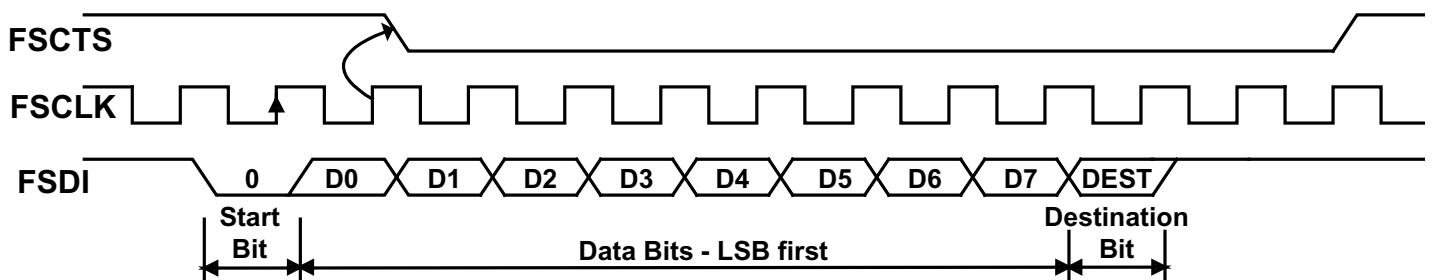 FSCTS
FSCLK
FSDI
0 D0 D1 D2 D3 D4 D5 D6 D7 DEST
Start
Bit
Data Bits - LSB first
Destination
Bit